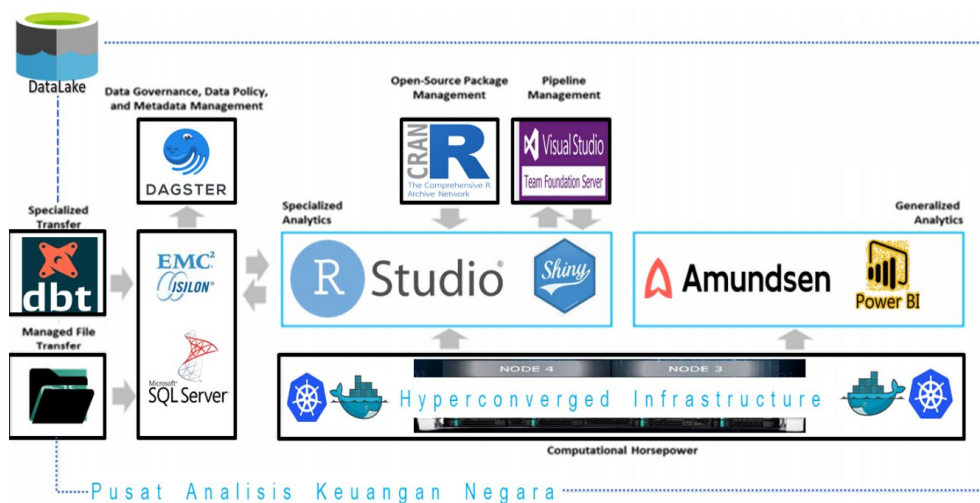 DataLake
Data Governance, Data Policy,
and Metadata Management
DAGSTER
Open-Source Package
Management
CRAN
R
The Comprehensive R
Archive Network
Pipeline
Management
Visual Studio
Team Foundation Server
Specialized
Transfer
dbt
Managed File
Transfer
EMC²
ISILON®
Microsoft®
SQL Server
Specialized
Analytics
R Studio®
Shiny
Generalized
Analytics
Amundsen
Power BI
NODE 4
NODE 3
Hyperconverged Infrastructure
Computational Horsepower
Pusat Analisis Keuangan Negara